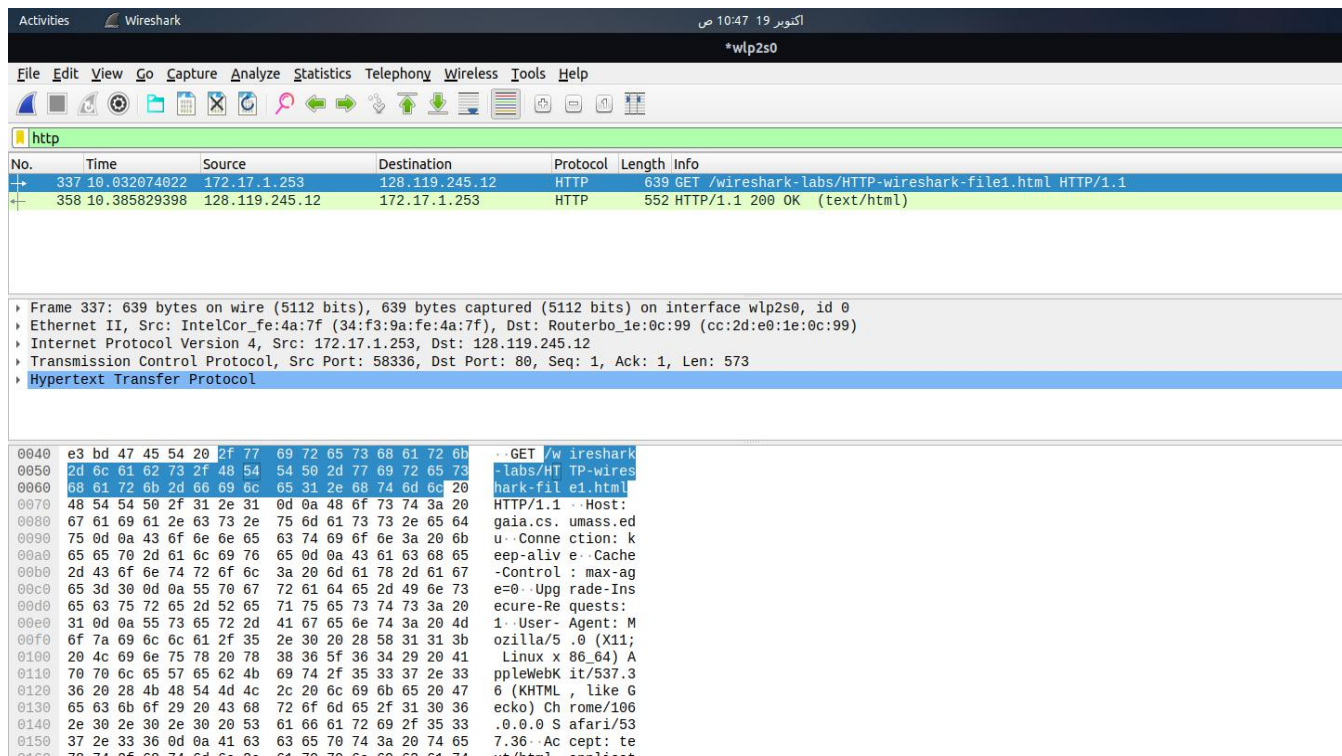 Activities Wireshark اكتوبر 19 10:47 ص
*wlp2s0
File Edit View Go Capture Analyze Statistics Telephony Wireless Tools Help
http
No. Time Source Destination Protocol Length Info
337 10.032074022 172.17.1.253 128.119.245.12 HTTP 639 GET /wireshark-labs/HTTP-wireshark-file1.html HTTP/1.1
358 10.385829398 128.119.245.12 172.17.1.253 HTTP 552 HTTP/1.1 200 OK (text/html)
Frame 337: 639 bytes on wire (5112 bits), 639 bytes captured (5112 bits) on interface wlp2s0, id 0
Ethernet II, Src: IntelCor_fe:4a:7f (34:f3:9a:fe:4a:7f), Dst: Routerbo_1e:0c:99 (cc:2d:e0:1e:0c:99)
Internet Protocol Version 4, Src: 172.17.1.253, Dst: 128.119.245.12
Transmission Control Protocol, Src Port: 58336, Dst Port: 80, Seq: 1, Ack: 1, Len: 573
Hypertext Transfer Protocol
0040 e3 bd 47 45 54 20 2f 77 69 72 65 73 68 61 72 6b ··GET /w ireshark
0050 2d 6c 61 62 73 2f 48 54 54 50 2d 77 69 72 65 73 -labs/HT TP-wires
0060 68 61 72 6b 2d 66 69 6c 65 31 2e 68 74 6d 6c 20 hark-fil e1.html
0070 48 54 54 50 2f 31 2e 31 0d 0a 48 6f 73 74 3a 20 HTTP/1.1 ··Host:
0080 67 61 69 61 2e 63 73 2e 75 6d 61 73 73 2e 65 64 gaia.cs. umass.ed
0090 75 0d 0a 43 6f 6e 6e 65 63 74 69 6f 6e 3a 20 6b u··Conne ction: k
00a0 65 65 70 2d 61 6c 69 76 65 0d 0a 43 61 63 68 65 eep-aliv e··Cache
00b0 2d 43 6f 6e 74 72 6f 6c 3a 20 6d 61 78 2d 61 67 -Control : max-ag
00c0 65 3d 30 0d 0a 55 70 67 72 61 64 65 2d 49 6e 73 e=0··Upg rade-Ins
00d0 65 63 75 72 65 2d 52 65 71 75 65 73 74 73 3a 20 ecure-Re quests:
00e0 31 0d 0a 55 73 65 72 2d 41 67 65 6e 74 3a 20 4d 1··User- Agent: M
00f0 6f 7a 69 6c 6c 61 2f 35 2e 30 20 28 58 31 31 3b ozilla/5 .0 (X11;
0100 20 4c 69 6e 75 78 20 78 38 36 5f 36 34 29 20 41 Linux x 86_64) A
0110 70 70 6c 65 57 65 62 4b 69 74 2f 35 33 37 2e 33 ppleWebK it/537.3
0120 36 20 28 4b 48 54 4d 4c 2c 20 6c 69 6b 65 20 47 6 (KHTML , like G
0130 65 63 6b 6f 29 20 43 68 72 6f 6d 65 2f 31 30 36 ecko) Ch rome/106
0140 2e 30 2e 30 2e 30 20 53 61 66 61 72 69 2f 35 33 .0.0.0 S afari/53
0150 37 2e 33 36 0d 0a 41 63 63 65 70 74 3a 20 74 65 7.36··Ac cept: te